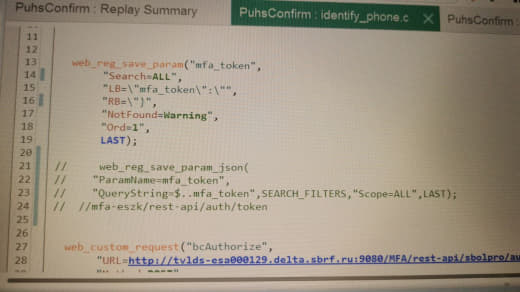 PuhsConfirm : Replay Summary
PuhsConfirm : identify_phone.c
PuhsConfirm :
11
12
13 web_reg_save_param("mfa_token",
14 "Search=ALL",
15 "LB=\"mfa_token\":\"",
16 "RB=\"}",
17 "NotFound=Warning",
18 "Ord=1",
19 LAST);
20
21 // web_reg_save_param_json(
22 // "ParamName=mfa_token",
23 // "QueryString=$..mfa_token",SEARCH_FILTERS,"Scope=ALL",LAST);
24 // //mfa-eszk/rest-api/auth/token
25
26
27 web_custom_request("bcAuthorize",
28 "URL=http://tvlds-esa000129.delta.sbrf.ru:9080/MFA/rest-api/sbolpro/au